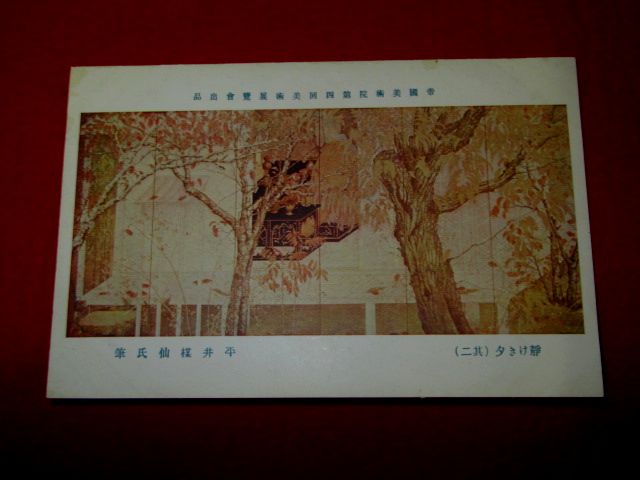 品出會覽展術美回四第院術美國帝
筆氏仙楳井平
靜けき夕（其二）